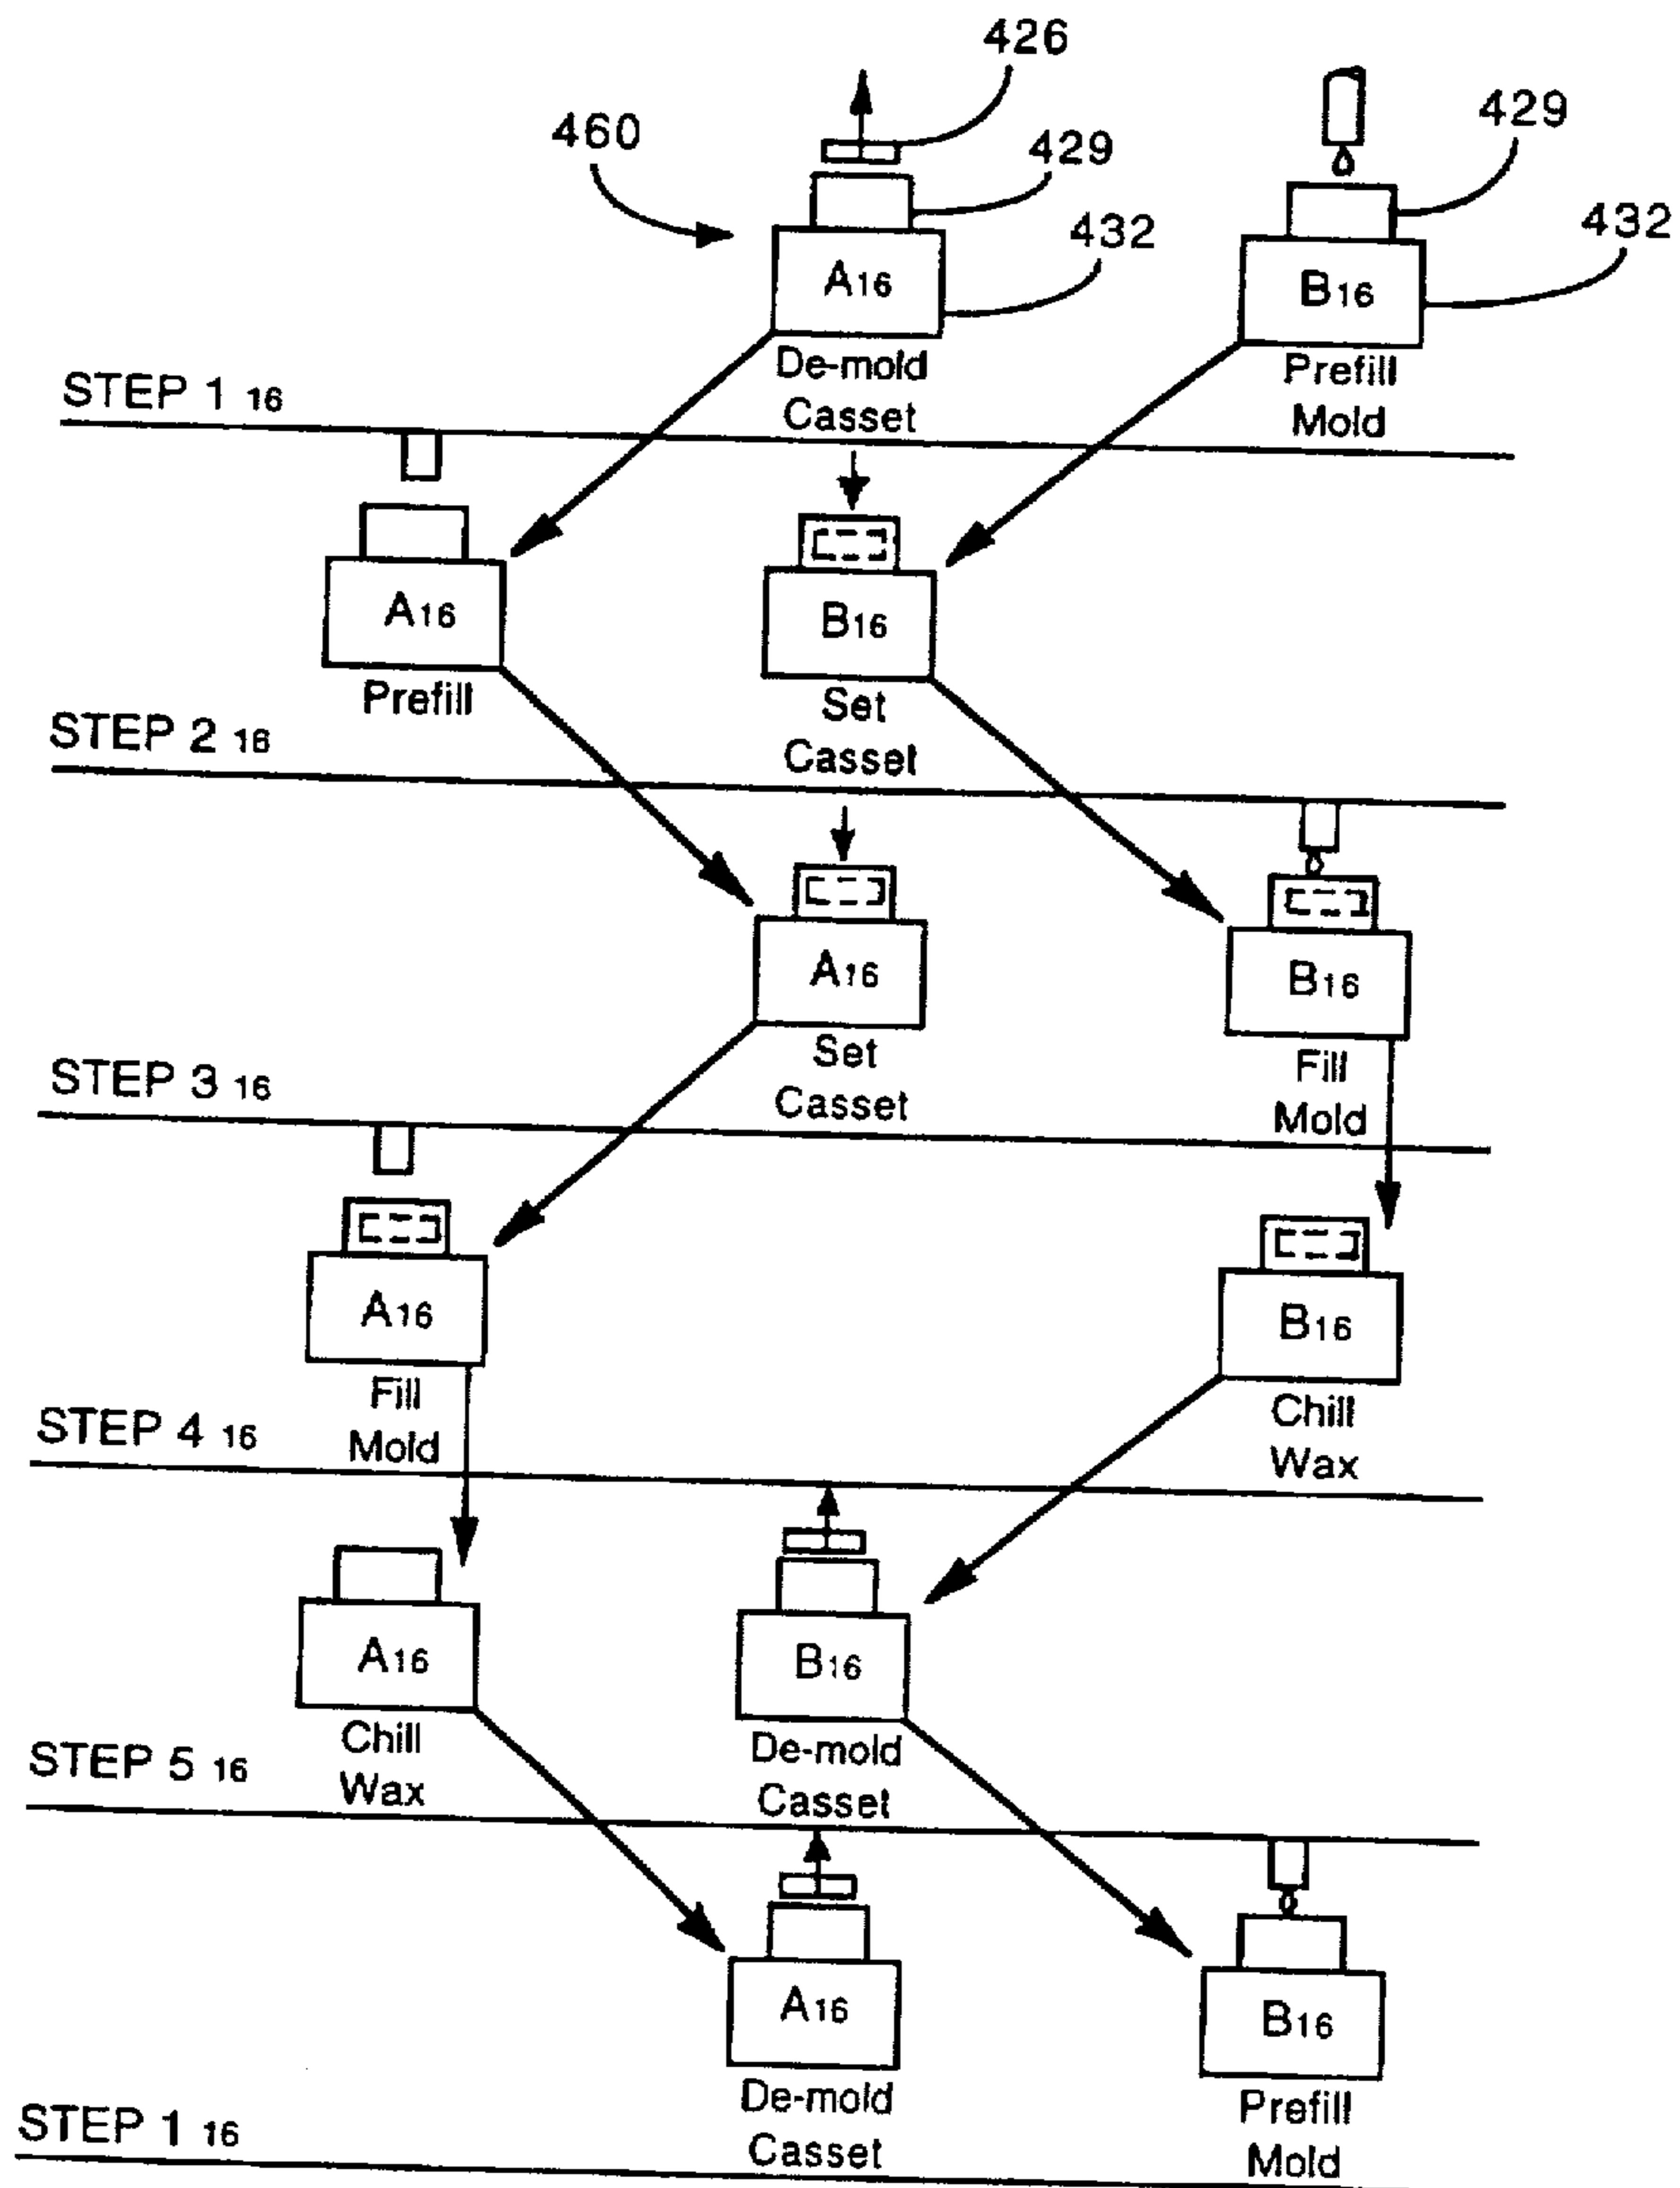 426
460
429
429
432
432
A16
B16
De-mold
Casset
Prefill
Mold
STEP 1 16
A16
B16
Prefill
Set
Casset
STEP 2 16
A16
B16
Set
Casset
Fill
Mold
STEP 3 16
A16
B16
Fill
Mold
Chill
Wax
STEP 4 16
A16
B16
Chill
Wax
De-mold
Casset
STEP 5 16
A16
B16
De-mold
Casset
Prefill
Mold
STEP 1 16